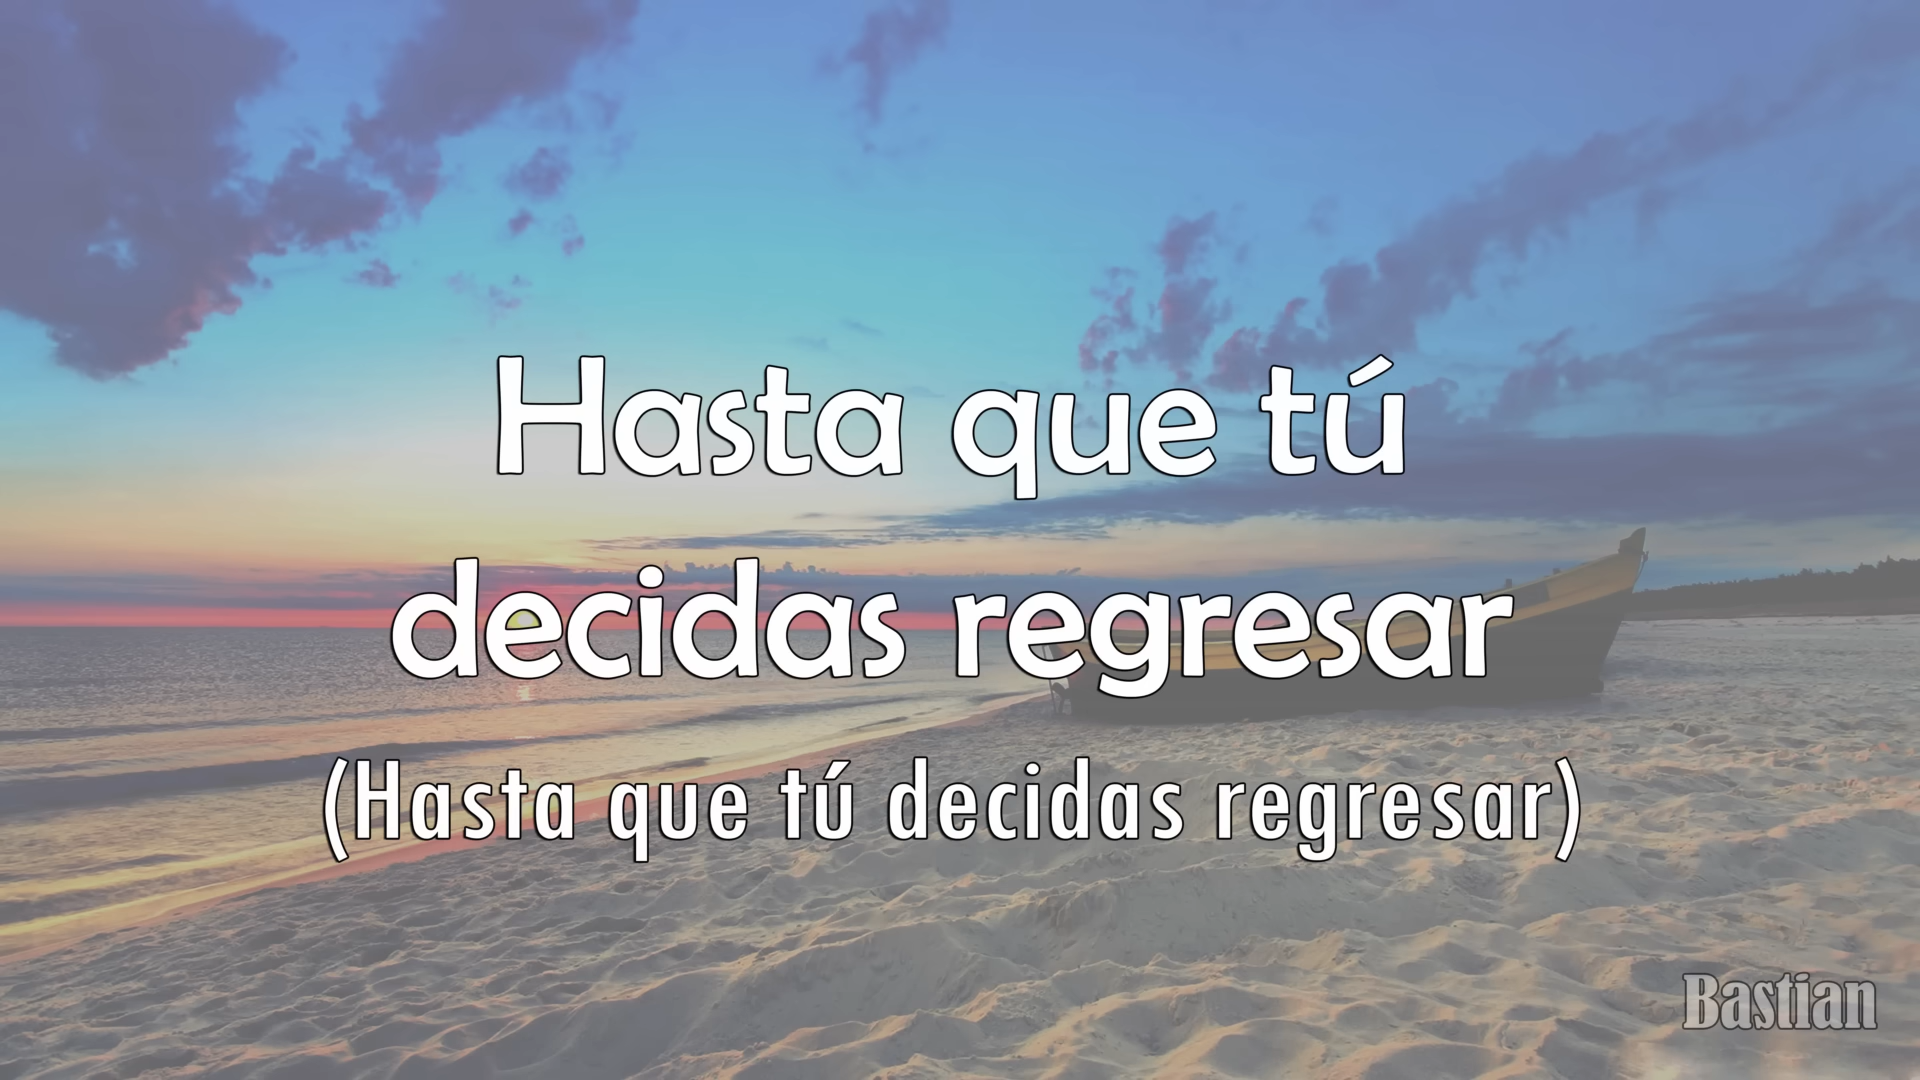 Hasta que tú
decidas regresar
(Hasta que tú decidas regresar)
Bastian